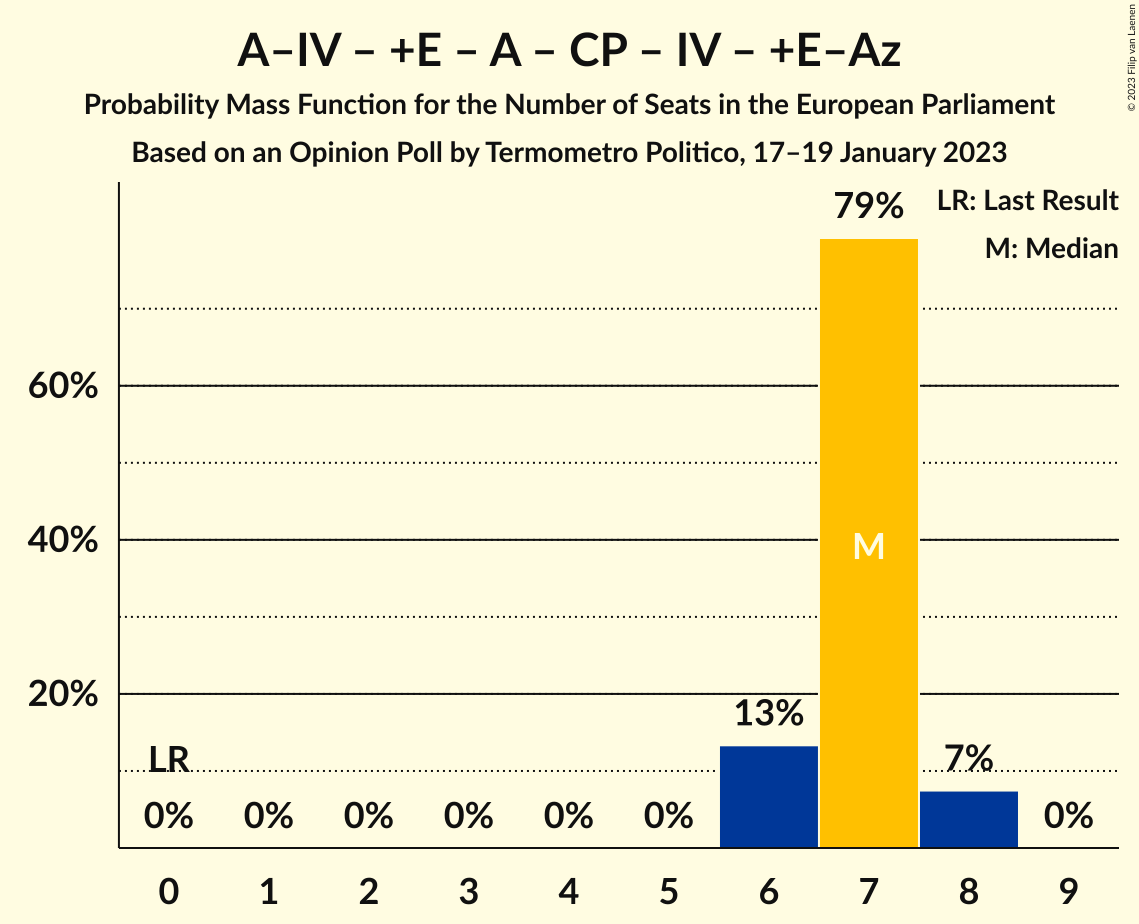 A–IV – +E – A – CP – IV – +E–Az
Probability Mass Function for the Number of Seats in the European Parliament
Based on an Opinion Poll by Termometro Politico, 17–19 January 2023
© 2023 Filip van Laenen
LR: Last Result
M: Median
79%
60%
40%
M
20%
13%
LR
7%
0% 0% 0% 0% 0% 0% 0%
0 1 2 3 4 5 6 7 8 9